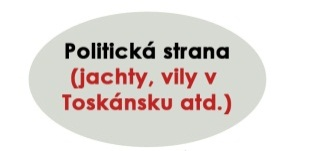 Politická strana
(jachty, vily v
Toskánsku atd.)